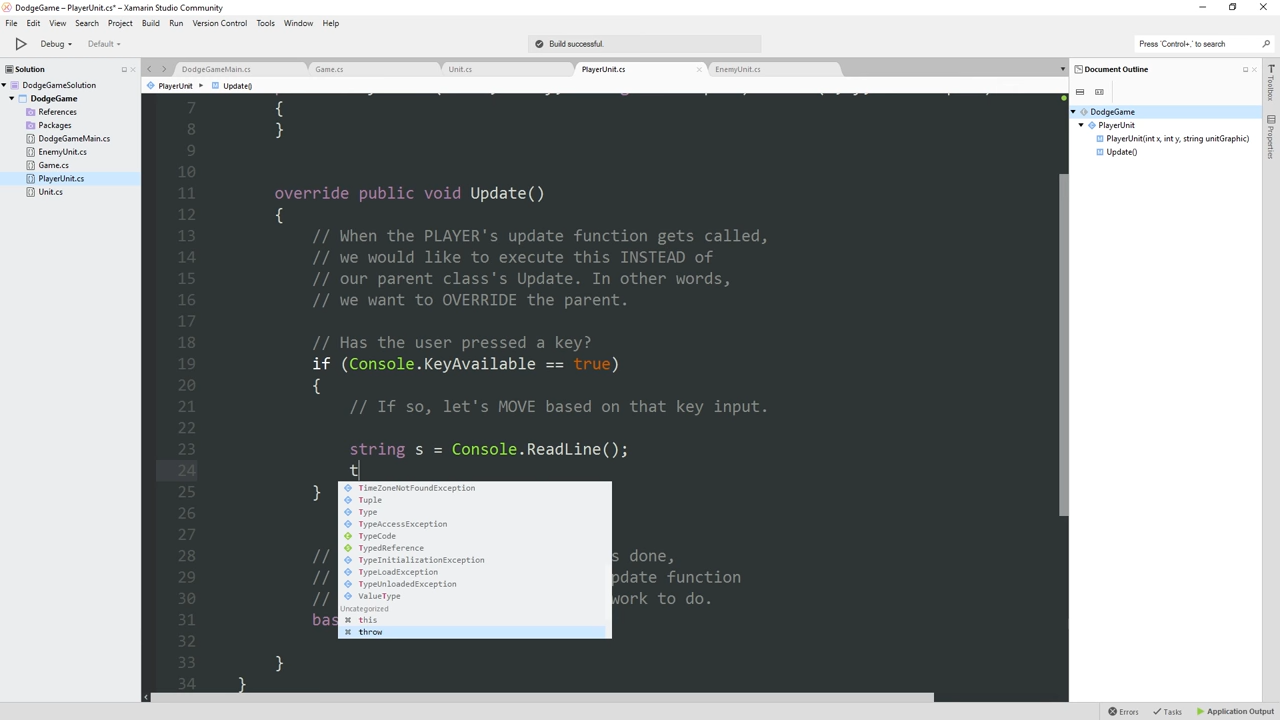 DodgeGame – PlayerUnit.cs* – Xamarin Studio Community
File Edit View Search Project Build Run Version Control Tools Window Help
Debug Default
Build successful.
Press 'Control+,' to search
Solution
DodgeGameSolution
DodgeGame
References
Packages
DodgeGameMain.cs
EnemyUnit.cs
Game.cs
PlayerUnit.cs
Unit.cs
DodgeGameMain.cs Game.cs Unit.cs PlayerUnit.cs EnemyUnit.cs
PlayerUnit Update()
7 {
8 }
9
10
11 override public void Update()
12 {
13 // When the PLAYER's update function gets called,
14 // we would like to execute this INSTEAD of
15 // our parent class's Update. In other words,
16 // we want to OVERRIDE the parent.
17
18 // Has the user pressed a key?
19 if (Console.KeyAvailable == true)
20 {
21 // If so, let's MOVE based on that key input.
22
23 string s = Console.ReadLine();
24 t
25 }
26
27
28 // s done,
29 // pdate function
30 // work to do.
31 bas
32
33 }
34 }
TimeZoneNotFoundException
Tuple
Type
TypeAccessException
TypeCode
TypedReference
TypeInitializationException
TypeLoadException
TypeUnloadedException
ValueType
Uncategorized
this
throw
Document Outline
DodgeGame
PlayerUnit
PlayerUnit(int x, int y, string unitGraphic)
Update()
Toolbox
Properties
Errors Tasks Application Output